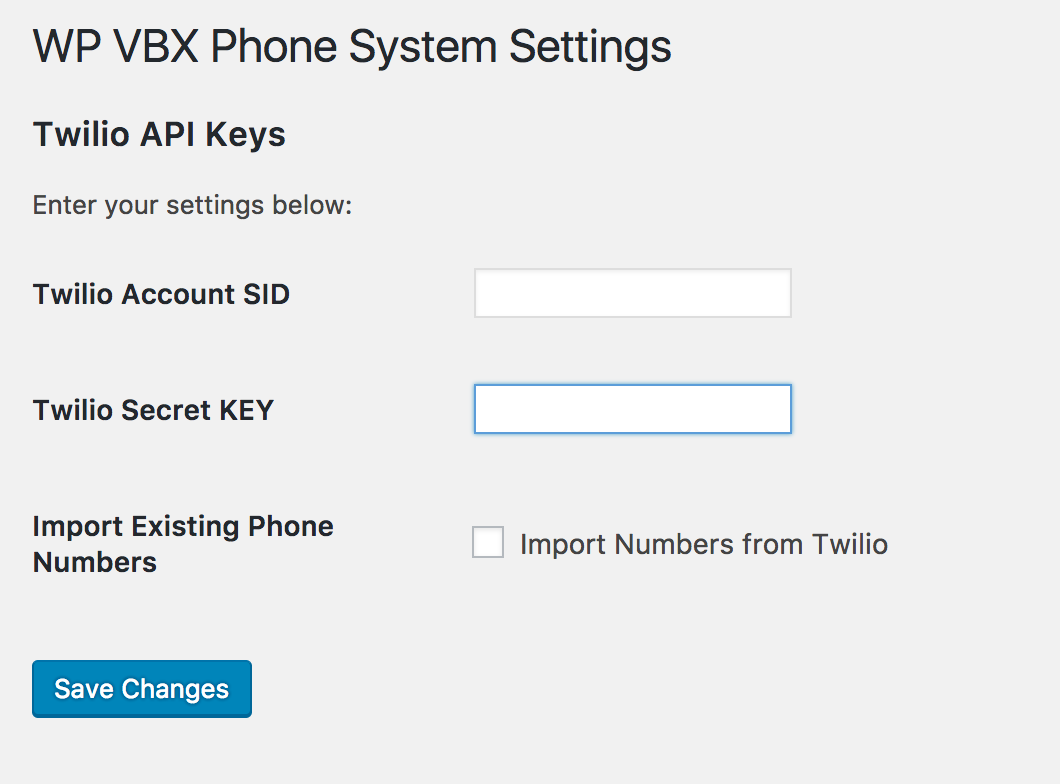 WP VBX Phone System Settings
Twilio API Keys
Enter your settings below:
Twilio Account SID
Twilio Secret KEY
Import Existing Phone
Numbers
Import Numbers from Twilio
Save Changes